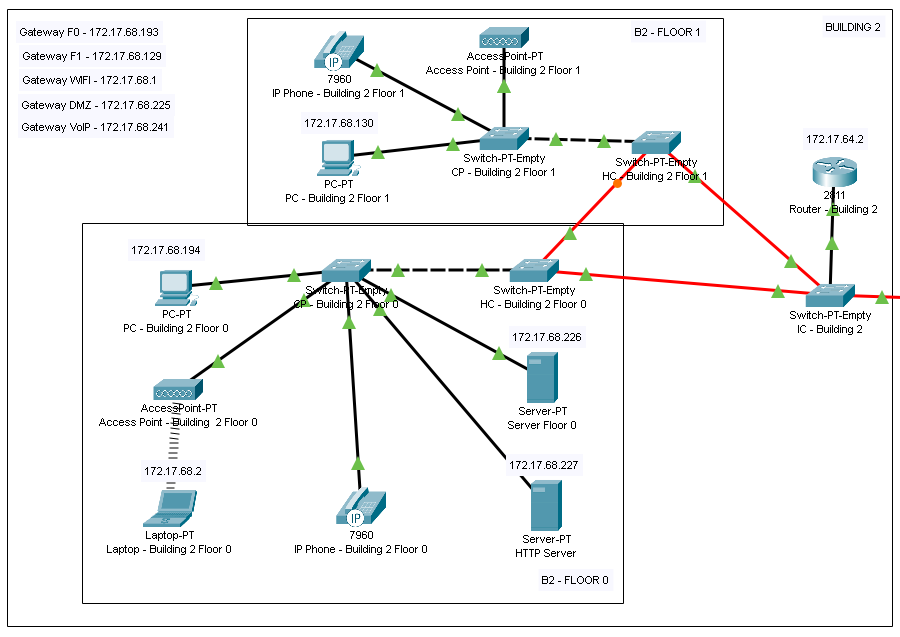 Gateway F0 - 172.17.68.193
Gateway F1 - 172.17.68.129
Gateway WIFI - 172.17.68.1
Gateway DMZ - 172.17.68.225
Gateway VoIP - 172.17.68.241
BUILDING 2
B2 - FLOOR 1
IP
7960
IP Phone - Building 2 Floor 1
AccessPoint-PT
Access Point - Building 2 Floor 1
172.17.68.130
PC-PT
PC - Building 2 Floor 1
Switch-PT-Empty
CP - Building 2 Floor 1
Switch-PT-Empty
HC - Building 2 Floor 1
172.17.64.2
2811
Router - Building 2
172.17.68.194
PC-PT
PC - Building 2 Floor 0
Switch-PT-Empty
CP - Building 2 Floor 0
Switch-PT-Empty
HC - Building 2 Floor 0
Switch-PT-Empty
IC - Building 2
172.17.68.226
Server-PT
Server Floor 0
AccessPoint-PT
Access Point - Building  2 Floor 0
172.17.68.2
Laptop-PT
Laptop - Building 2 Floor 0
IP
7960
IP Phone - Building 2 Floor 0
172.17.68.227
Server-PT
HTTP Server
B2 - FLOOR 0